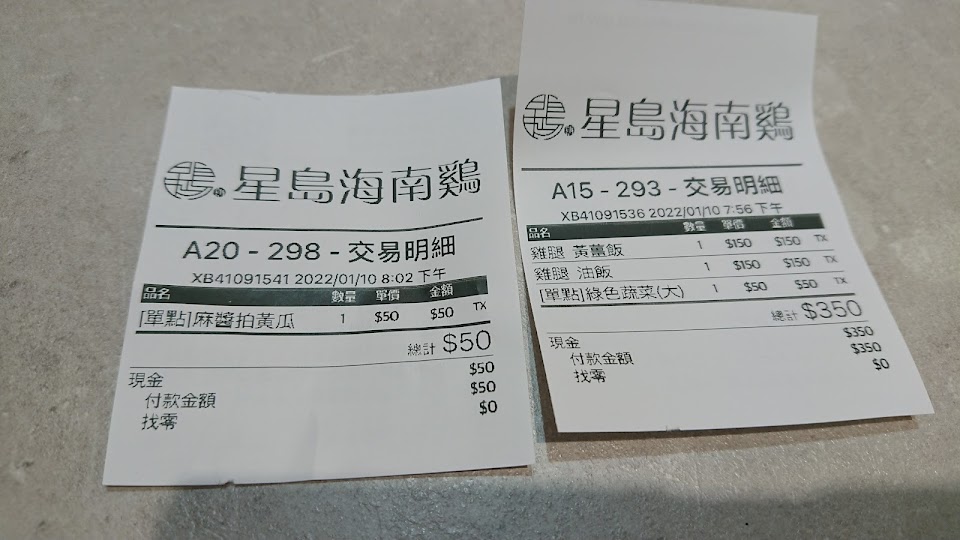 星島海南鷄
A20 - 298 - 交易明細
XB41091541 2022/01/10 8:02 下午
品名 數量 單價 金額
[單點]麻醬拍黃瓜 1 $50 $50 TX
總計 $50
現金 $50
付款金額 $50
找零 $0
星島海南鷄
A15 - 293 - 交易明細
XB41091536 2022/01/10 7:56 下午
品名 數量 單價 金額
雞腿 黃薑飯 1 $150 $150 TX
雞腿 油飯 1 $150 $150 TX
[單點]綠色蔬菜(大) 1 $50 $50 TX
總計 $350
現金 $350
付款金額 $350
找零 $0